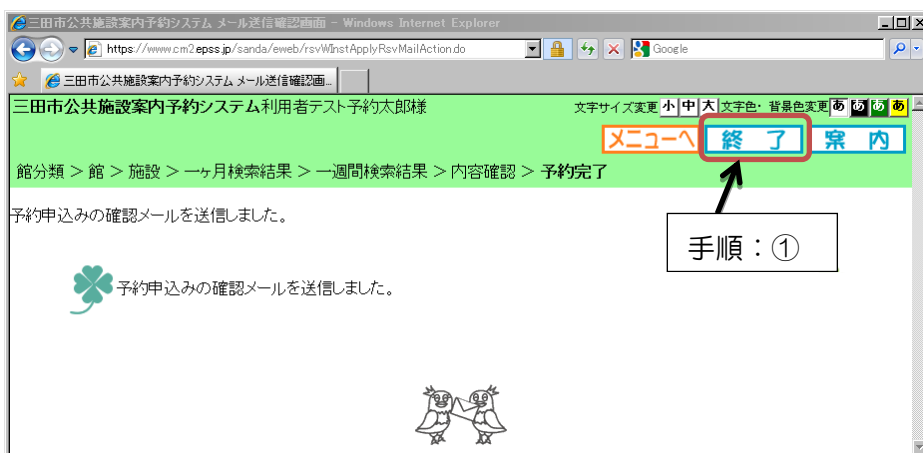 三田市公共施設案内予約システム メール送信確認画面 - Windows Internet Explorer
https://www.cm2.epss.jp/sanda/eweb/rsvWInstApplyRsvMailAction.do
Google
三田市公共施設案内予約システム メール送信確認画...
三田市公共施設案内予約システム利用者テスト予約太郎様
文字サイズ変更 小 中 大 文字色・背景色変更 あ あ あ あ
メニューへ 終了 案内
館分類 > 館 > 施設 > 一ヶ月検索結果 > 一週間検索結果 > 内容確認 > 予約完了
予約申込みの確認メールを送信しました。
手順：①
予約申込みの確認メールを送信しました。